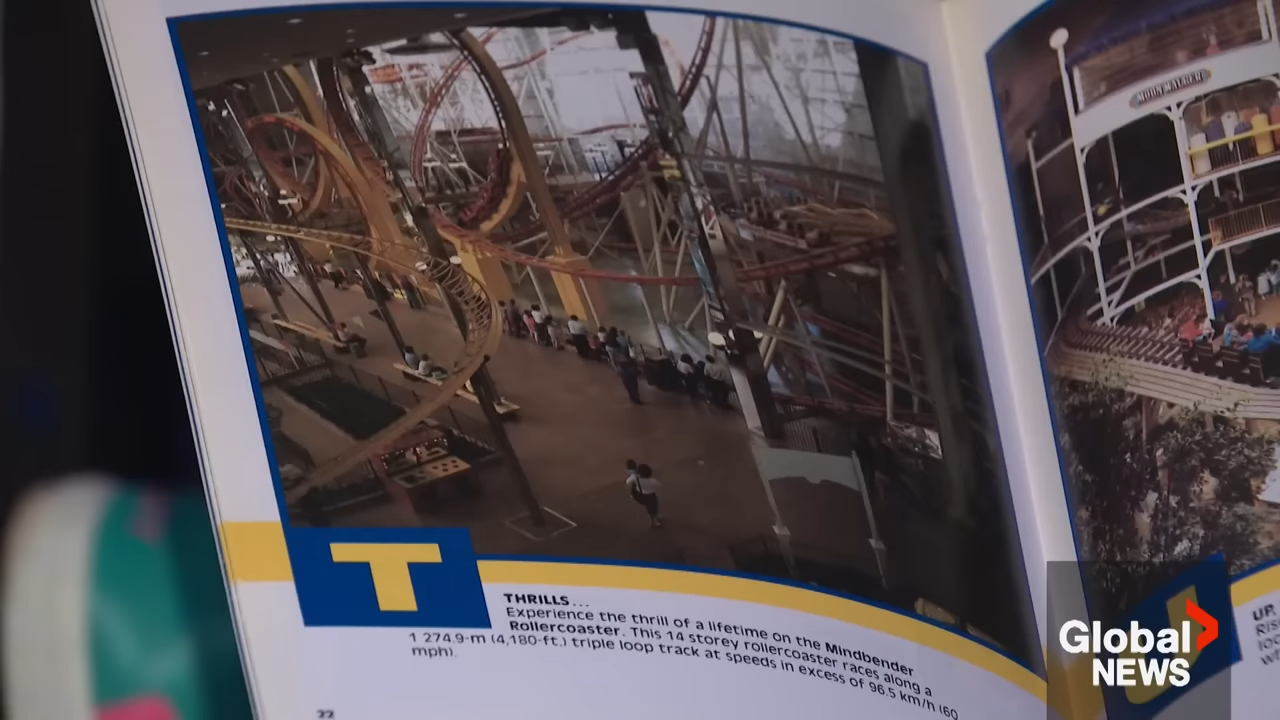 MOON WALKER
T
THRILLS...
Experience the thrill of a lifetime on the Mindbender
Rollercoaster. This 14 storey rollercoaster races along a
1 274.9-m (4,180-ft.) triple loop track at speeds in excess of 96.5 km/h (60
mph).
22
U
UP,
Global
NEWS